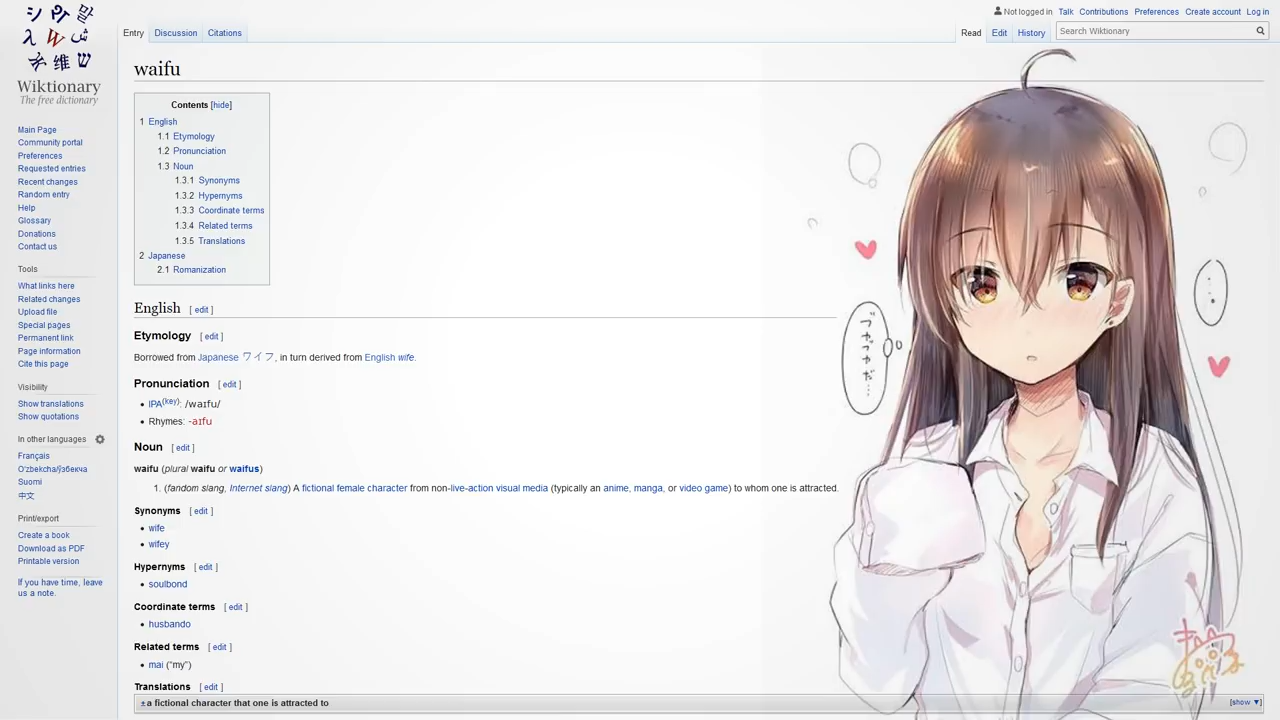 Not logged in Talk Contributions Preferences Create account Log in
Entry Discussion Citations
Read Edit History Search Wiktionary
Wiktionary
The free dictionary
Main Page
Community portal
Preferences
Requested entries
Recent changes
Random entry
Help
Glossary
Donations
Contact us
Tools
What links here
Related changes
Upload file
Special pages
Permanent link
Page information
Cite this page
Visibility
Show translations
Show quotations
In other languages
Français
Oʻzbekcha/ўзбекча
Suomi
中文
Print/export
Create a book
Download as PDF
Printable version
If you have time, leave
us a note.
waifu
Contents [hide]
1 English
1.1 Etymology
1.2 Pronunciation
1.3 Noun
1.3.1 Synonyms
1.3.2 Hypernyms
1.3.3 Coordinate terms
1.3.4 Related terms
1.3.5 Translations
2 Japanese
2.1 Romanization
English [ edit ]
Etymology [ edit ]
Borrowed from Japanese ワイフ, in turn derived from English wife.
Pronunciation [ edit ]
• IPA(key): /waɪfu/
• Rhymes: -aɪfu
Noun [ edit ]
waifu (plural waifu or waifus)
1. (fandom slang, Internet slang) A fictional female character from non-live-action visual media (typically an anime, manga, or video game) to whom one is attracted.
Synonyms [ edit ]
• wife
• wifey
Hypernyms [ edit ]
• soulbond
Coordinate terms [ edit ]
• husbando
Related terms [ edit ]
• mai (“my”)
Translations [ edit ]
±a fictional character that one is attracted to [show ▼]